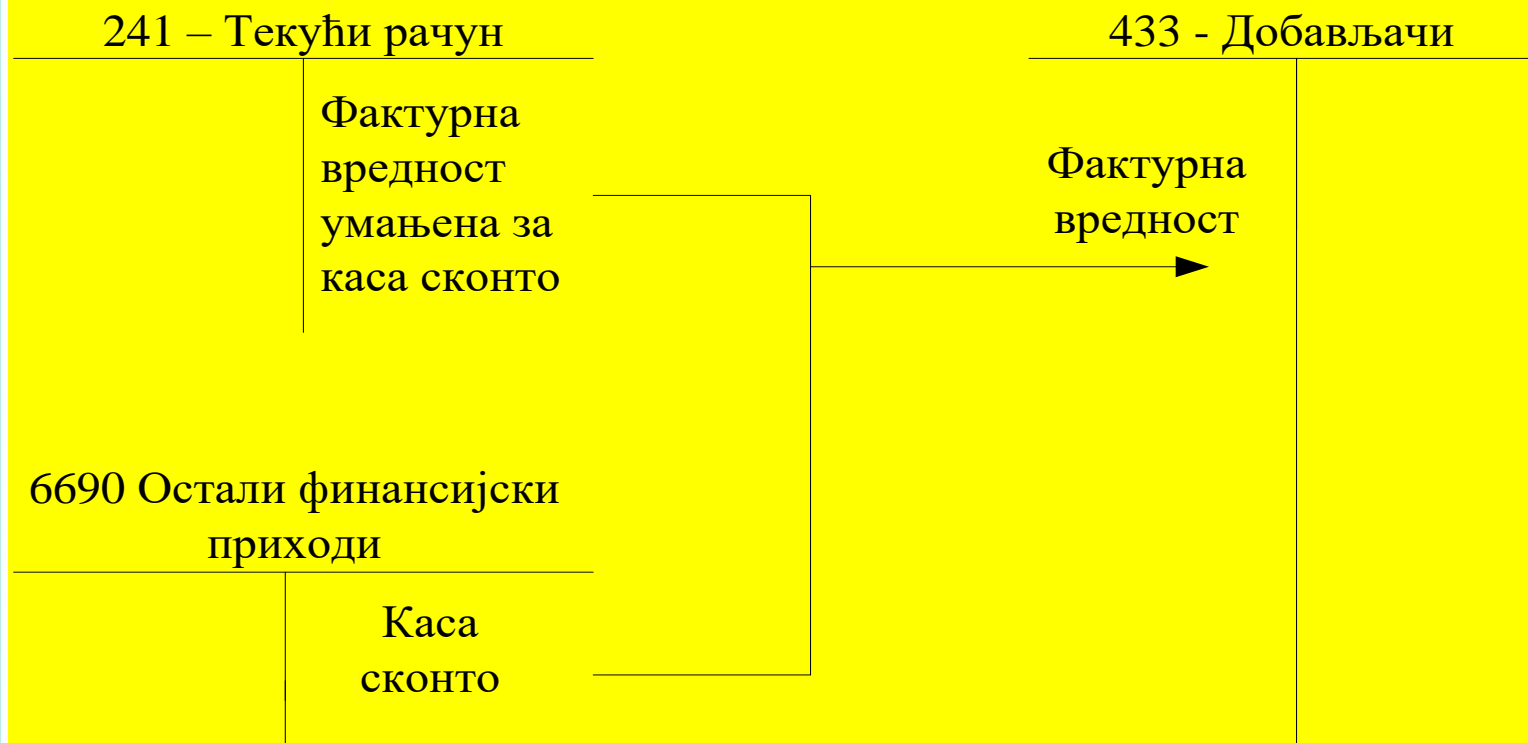 241 – Текући рачун
433 - Добављачи
Фактурна
вредност
умањена за
каса сконто
Фактурна
вредност
6690 Остали финансијски
приходи
Каса
сконто